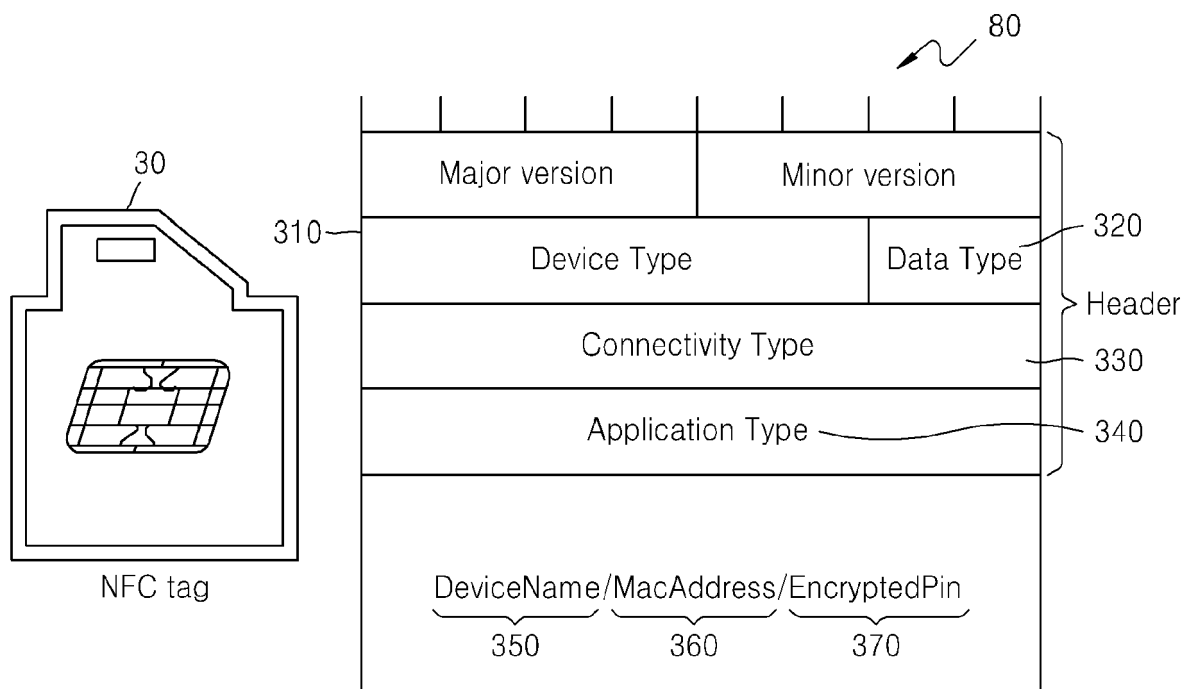 80
30
Major version Minor version
310
Device Type Data Type
320
Header
Connectivity Type
330
Application Type
340
NFC tag
DeviceName/MacAddress/EncryptedPin
350 360 370